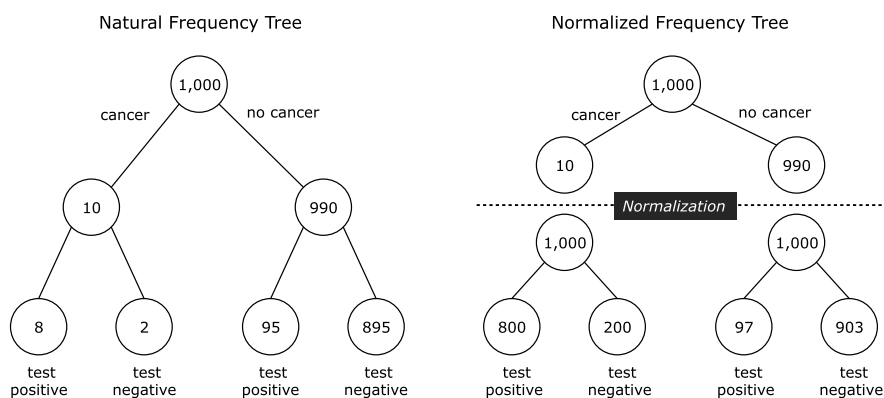 Natural Frequency Tree
1,000
cancer
no cancer
10
990
8
2
95
895
test
positive
test
negative
test
positive
test
negative
Normalized Frequency Tree
1,000
cancer
no cancer
10
990
Normalization
1,000
1,000
800
200
97
903
test
positive
test
negative
test
positive
test
negative